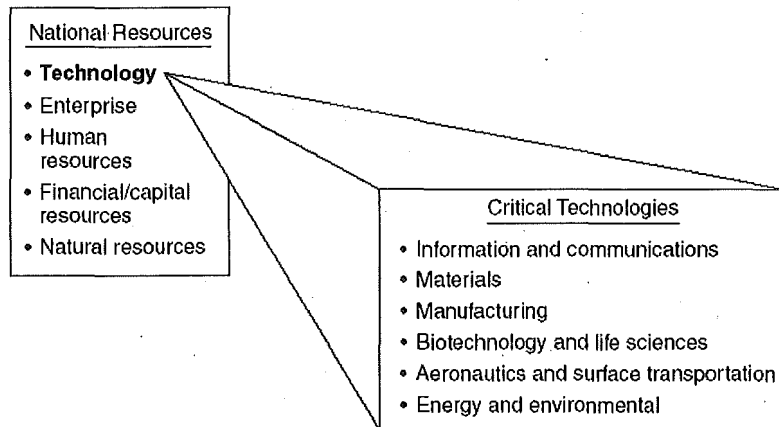 National Resources
• Technology
• Enterprise
• Human
resources
• Financial/capital
resources
• Natural resources
Critical Technologies
• Information and communications
• Materials
• Manufacturing
• Biotechnology and life sciences
• Aeronautics and surface transportation
• Energy and environmental